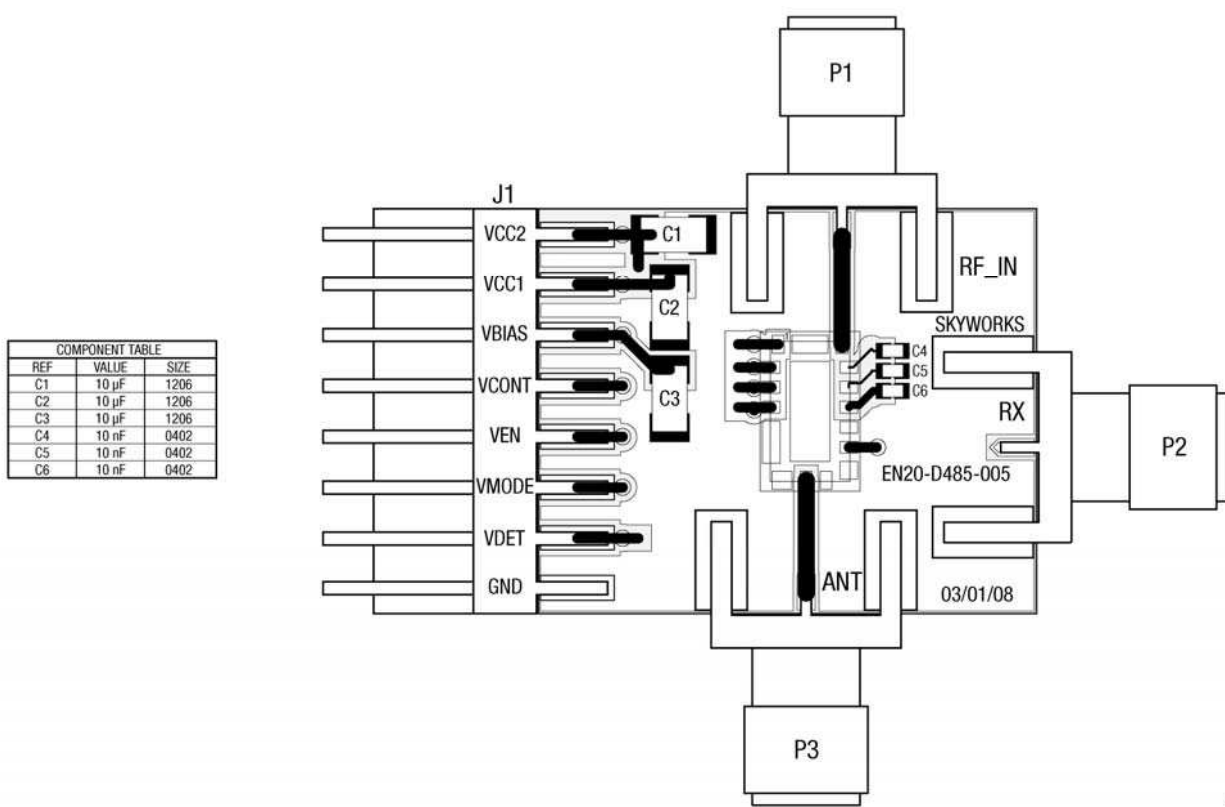 P1
J1
VCC2
C1
VCC1
RF_IN
C2
VBIAS
SKYWORKS
COMPONENT TABLE
REF VALUE SIZE
C1 10 µF 1206
C2 10 µF 1206
C3 10 µF 1206
C4 10 nF 0402
C5 10 nF 0402
C6 10 nF 0402
C4
C5
C6
VCONT
C3
RX
VEN
P2
EN20-D485-005
VMODE
VDET
GND
ANT
03/01/08
P3